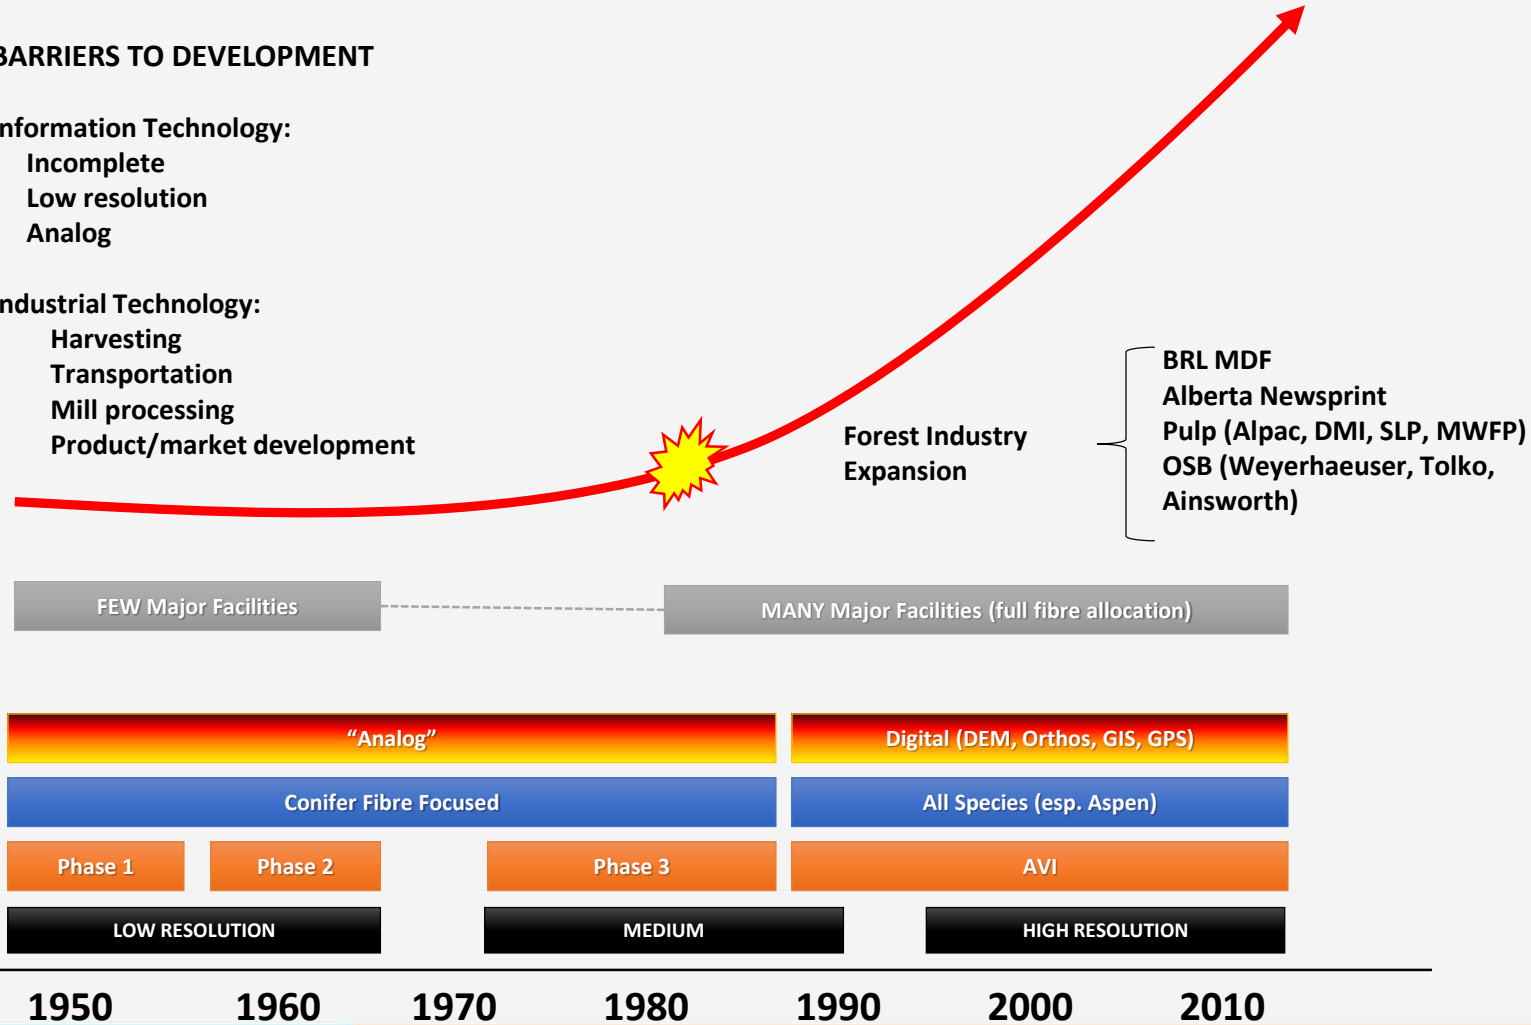 BARRIERS TO DEVELOPMENT
Information Technology:
Incomplete
Low resolution
Analog
Industrial Technology:
Harvesting
Transportation
Mill processing
Product/market development
Forest Industry
Expansion
BRL MDF
Alberta Newsprint
Pulp (Alpac, DMI, SLP, MWFP)
OSB (Weyerhaeuser, Tolko,
Ainsworth)
FEW Major Facilities
MANY Major Facilities (full fibre allocation)
“Analog”
Digital (DEM, Orthos, GIS, GPS)
Conifer Fibre Focused
All Species (esp. Aspen)
Phase 1
Phase 2
Phase 3
AVI
LOW RESOLUTION
MEDIUM
HIGH RESOLUTION
1950
1960
1970
1980
1990
2000
2010